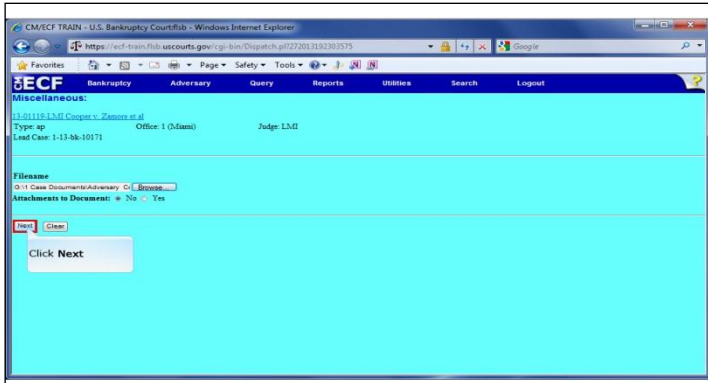 CM/ECF TRAIN - U.S. Bankruptcy Court:flsb - Windows Internet Explorer
https://ecf-train.flsb.uscourts.gov/cgi-bin/Dispatch.pl?272013192303575
Google
Favorites Page Safety Tools
ECF Bankruptcy Adversary Query Reports Utilities Search Logout ?
Miscellaneous:
13-01119-LMI Cooper v. Zamora et al
Type: ap Office: 1 (Miami) Judge: LMI
Lead Case: 1-13-bk-10171
Filename
G:\1 Case Documents\Adversary Browse...
Attachments to Document: No Yes
Next Clear
Click Next